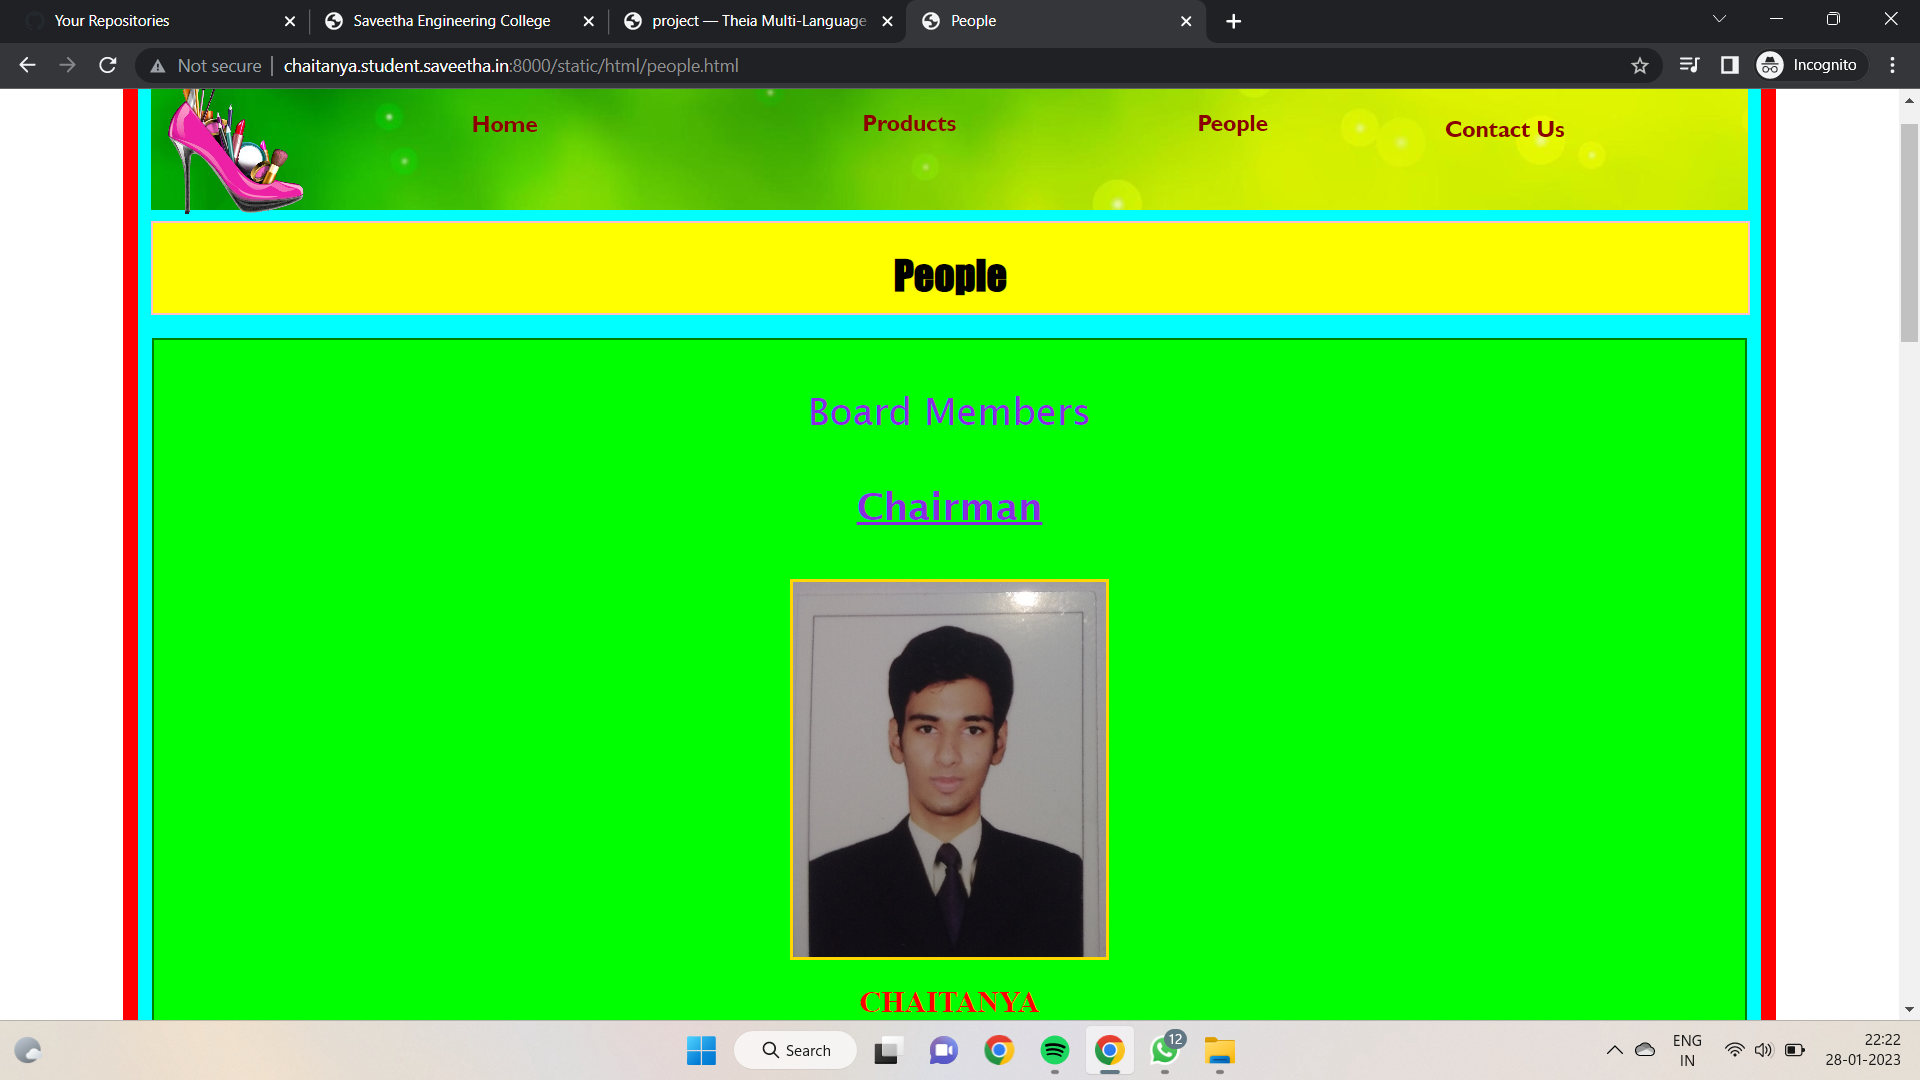 Your Repositories
Saveetha Engineering College
project — Theia Multi-Language
People
Not secure
chaitanya.student.saveetha.in:8000/static/html/people.html
Incognito
Home
Products
People
Contact Us
People
Board Members
Chairman
CHAITANYA
Search
12
ENG
IN
22:22
28-01-2023